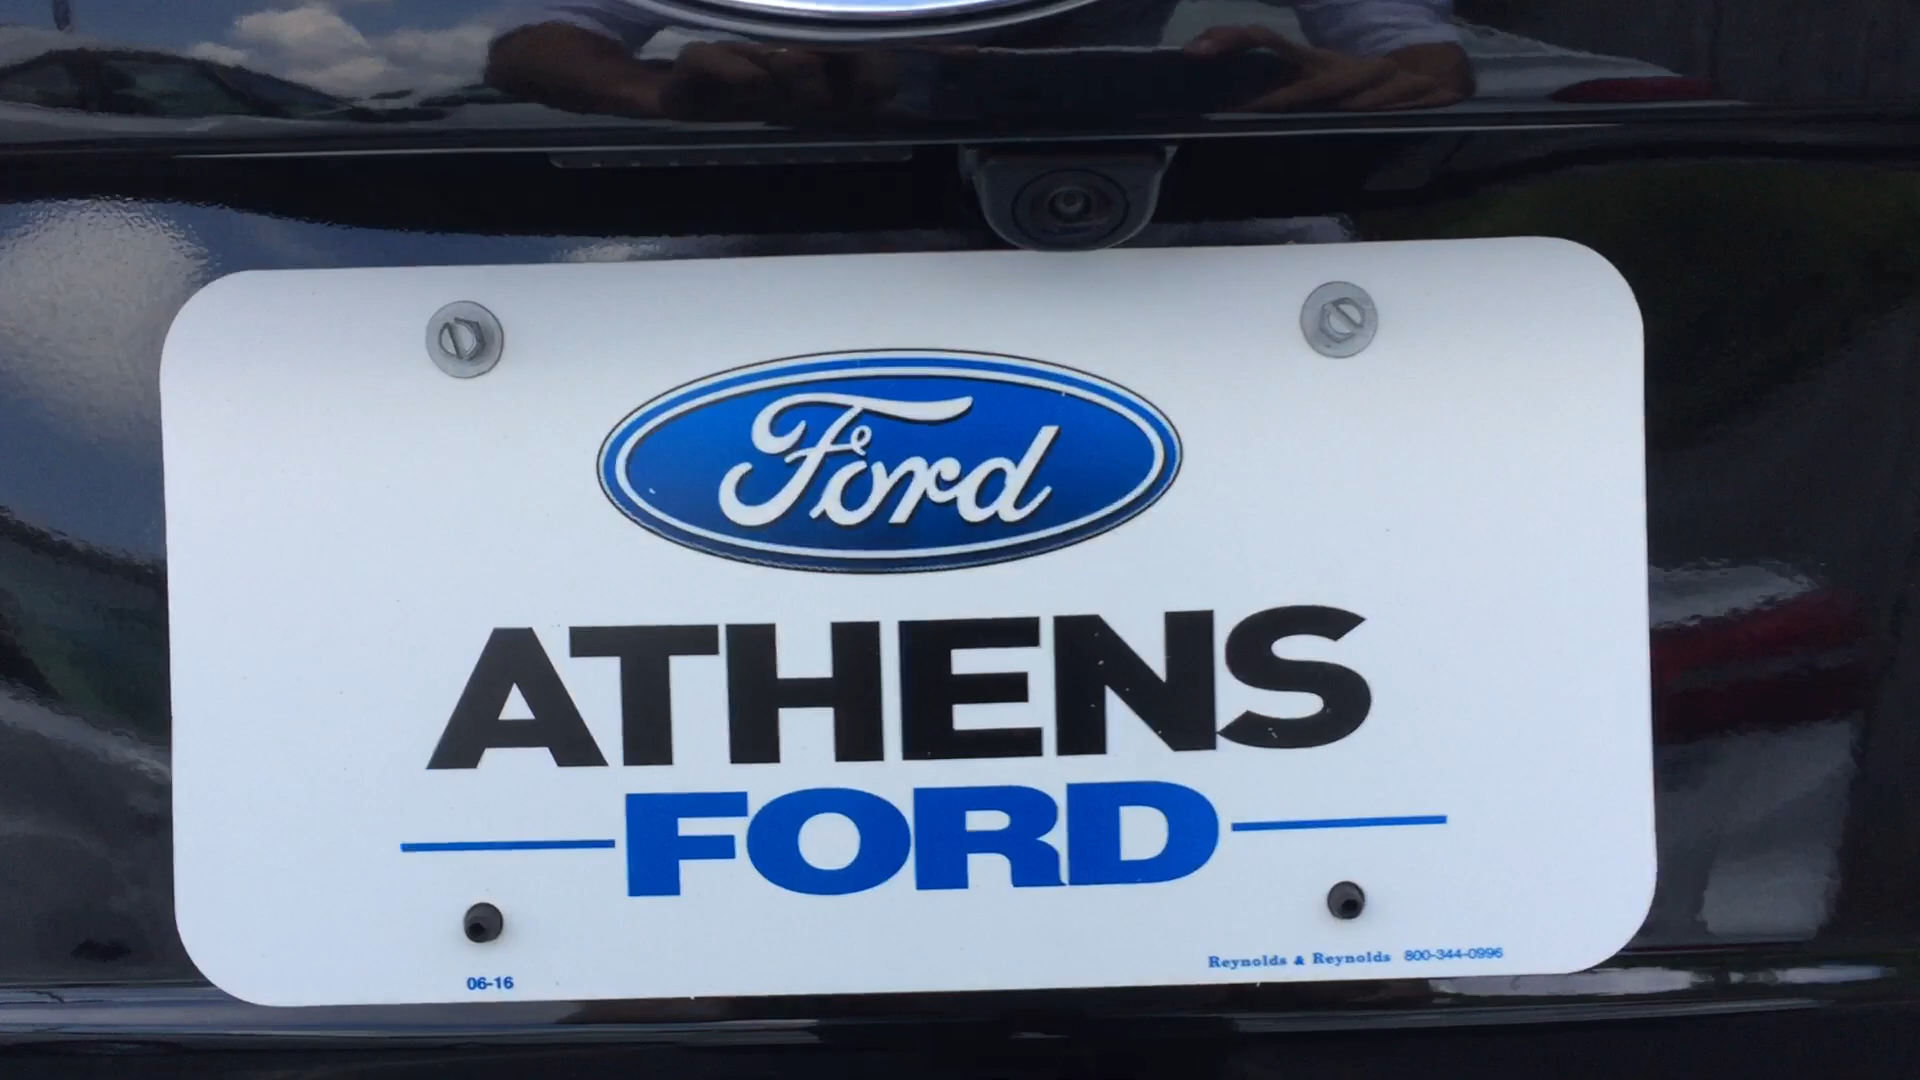 Ford
ATHENS
FORD
Reynolds & Reynolds 800-344-0996
06-16